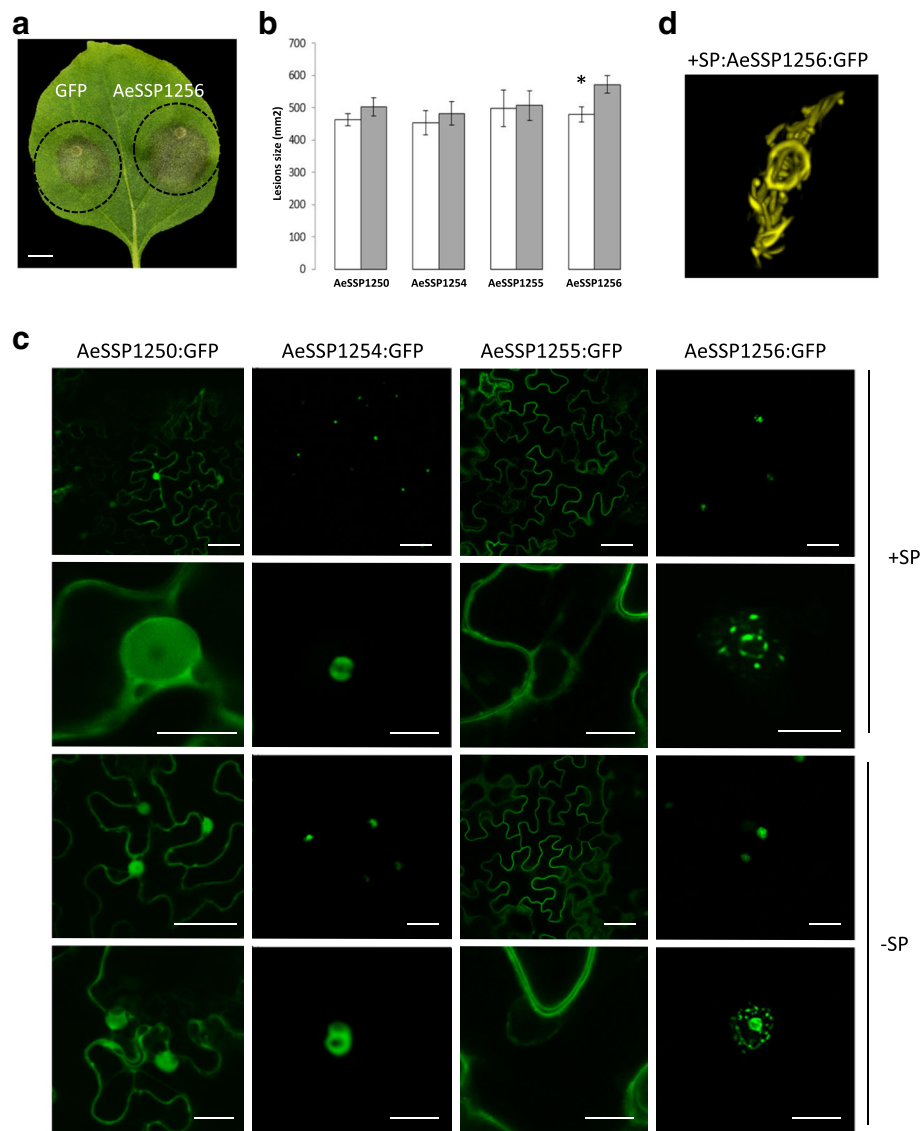 a
GFP AeSSP1256
b
700
600
500
400
300
200
100
0
Lesions size (mm2)
*
AeSSP1250 AeSSP1254 AeSSP1255 AeSSP1256
d
+SP:AeSSP1256:GFP
c
AeSSP1250:GFP AeSSP1254:GFP AeSSP1255:GFP AeSSP1256:GFP
+SP
-SP